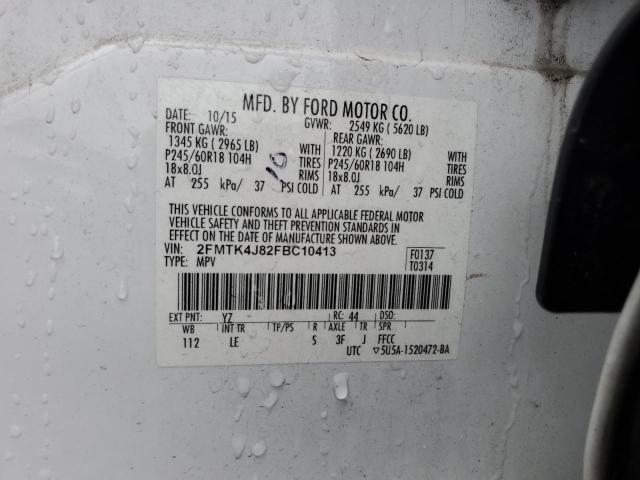 MFD. BY FORD MOTOR CO.
DATE: 10/15 GVWR: 2549 KG ( 5620 LB)
FRONT GAWR: REAR GAWR:
1345 KG ( 2965 LB) WITH 1220 KG ( 2690 LB) WITH
P245/60R18 104H TIRES P245/60R18 104H TIRES
18x8.0J RIMS 18x8.0J RIMS
AT 255 kPa/ 37 PSI COLD AT 255 kPa/ 37 PSI COLD
10
THIS VEHICLE CONFORMS TO ALL APPLICABLE FEDERAL MOTOR
VEHICLE SAFETY AND THEFT PREVENTION STANDARDS IN
EFFECT ON THE DATE OF MANUFACTURE SHOWN ABOVE.
VIN: 2FMTK4J82FBC10413 F0137
TYPE: MPV T0314
EXT PNT: YZ RC: 44 DSO:
WB INT TR TP/PS R AXLE TR SPR
112 LE S 3F J FFCC
UTC ▽5U5A-1520472-BA